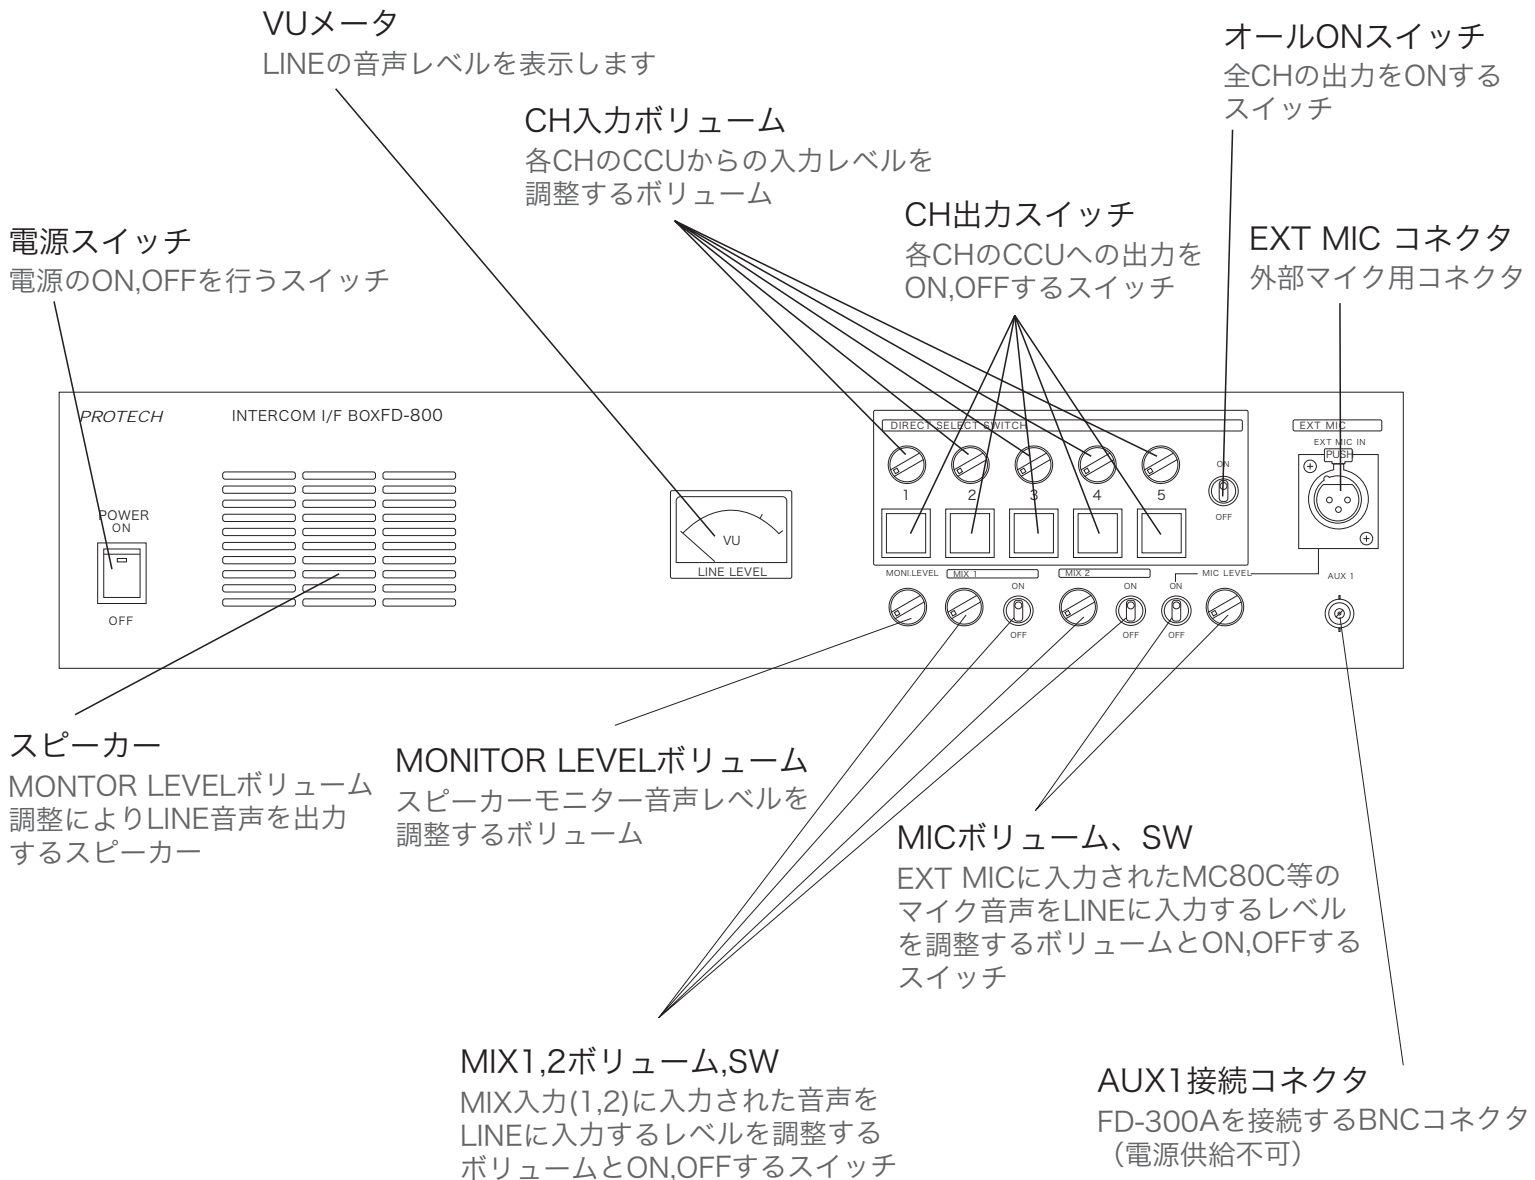 VUメータ
LINEの音声レベルを表示します
オールONスイッチ
全CHの出力をONする
スイッチ
CH入力ボリューム
各CHのCCUからの入力レベルを
調整するボリューム
CH出力スイッチ
各CHのCCUへの出力を
ON,OFFするスイッチ
電源スイッチ
電源のON,OFFを行うスイッチ
EXT MIC コネクタ
外部マイク用コネクタ
PROTECH
INTERCOM I/F BOXFD-800
DIRECT SELECT SWITCH
EXT MIC
EXT MIC IN
PUSH
1 2 3 4 5
ON
OFF
POWER
ON
OFF
VU
LINE LEVEL
MONI.LEVEL
MIX 1
ON
OFF
MIX 2
ON
OFF
ON
OFF
MIC LEVEL
AUX 1
スピーカー
MONTOR LEVELボリューム
調整によりLINE音声を出力
するスピーカー
MONITOR LEVELボリューム
スピーカーモニター音声レベルを
調整するボリューム
MICボリューム、SW
EXT MICに入力されたMC80C等の
マイク音声をLINEに入力するレベル
を調整するボリュームとON,OFFする
スイッチ
MIX1,2ボリューム,SW
MIX入力(1,2)に入力された音声を
LINEに入力するレベルを調整する
ボリュームとON,OFFするスイッチ
AUX1接続コネクタ
FD-300Aを接続するBNCコネクタ
（電源供給不可）